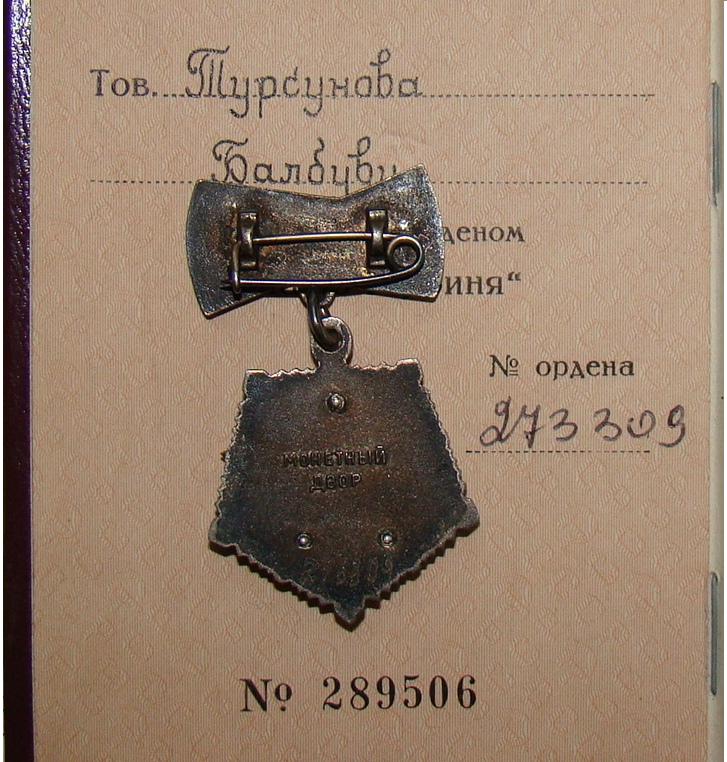 Тов. Турсунова
Балбуви
деном
иня“
№ ордена
273309
МОНЕТНЫЙ
ДВОР
№ 289506